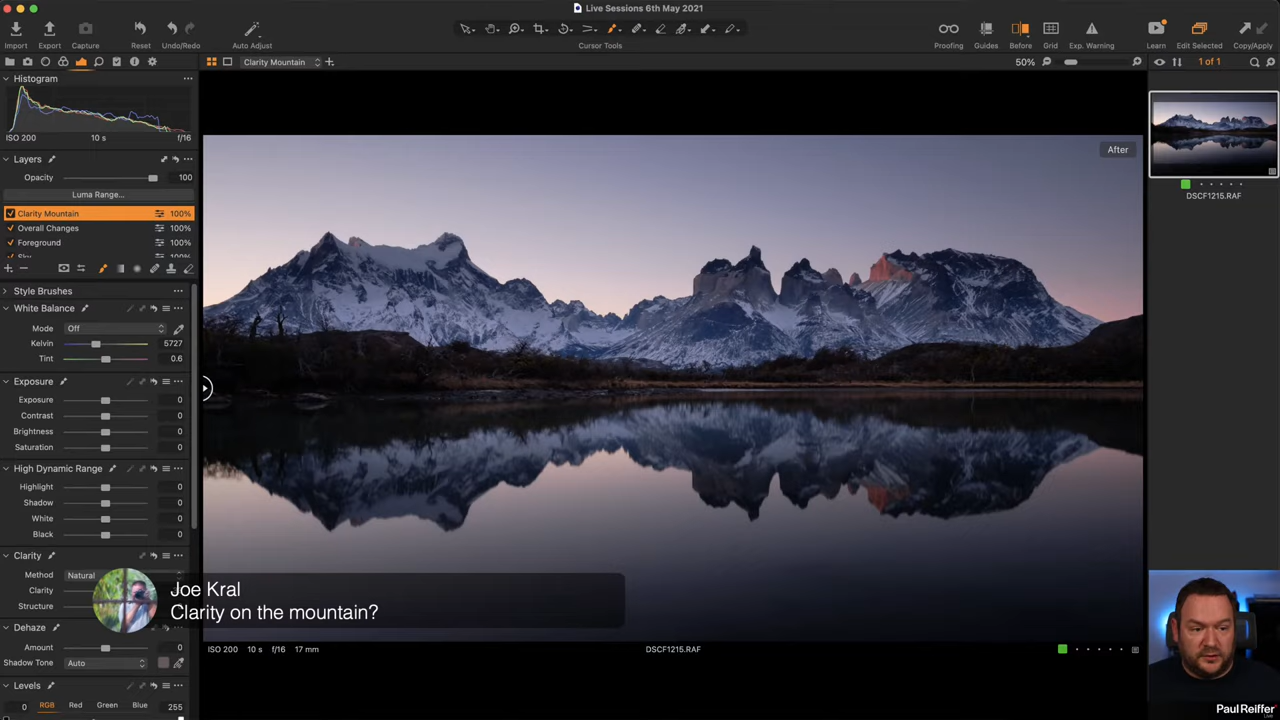 Live Sessions 6th May 2021
Import Export Capture Reset Undo/Redo Auto Adjust Cursor Tools Proofing Guides Before Grid Exp. Warning Learn Edit Selected Copy/Apply
Clarity Mountain
50%
1 of 1
Histogram
ISO 200 10 s f/16
Layers
Opacity 100
Luma Range...
Clarity Mountain 100%
Overall Changes 100%
Foreground 100%
Style Brushes
White Balance
Mode Off
Kelvin 5727
Tint 0.6
Exposure
Exposure 0
Contrast 0
Brightness 0
Saturation 0
High Dynamic Range
Highlight 0
Shadow 0
White 0
Black 0
Clarity
Method Natural
Clarity
Structure
Dehaze
Amount 0
Shadow Tone Auto
Levels
0 RGB Red Green Blue 255
After
Joe Kral
Clarity on the mountain?
ISO 200 10 s f/16 17 mm
DSCF1215.RAF
DSCF1215.RAF
Paul Reiffer
Live